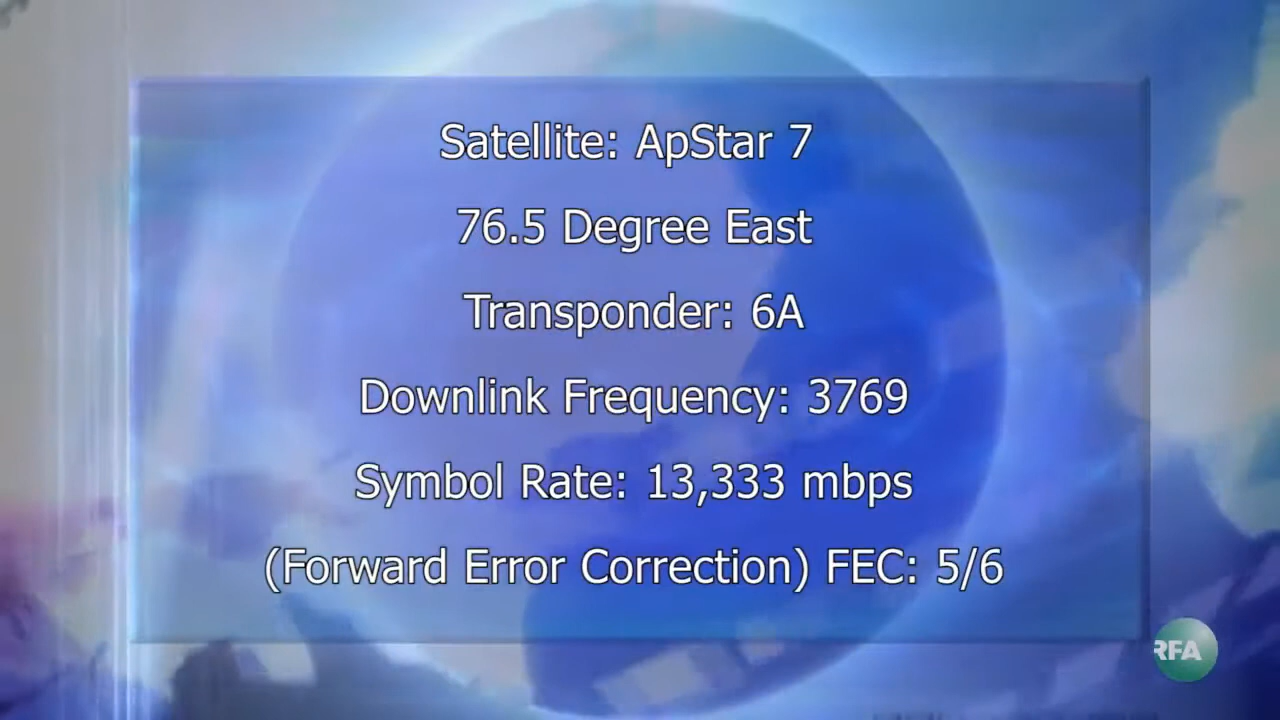 Satellite: ApStar 7
76.5 Degree East
Transponder: 6A
Downlink Frequency: 3769
Symbol Rate: 13,333 mbps
(Forward Error Correction) FEC: 5/6
RFA